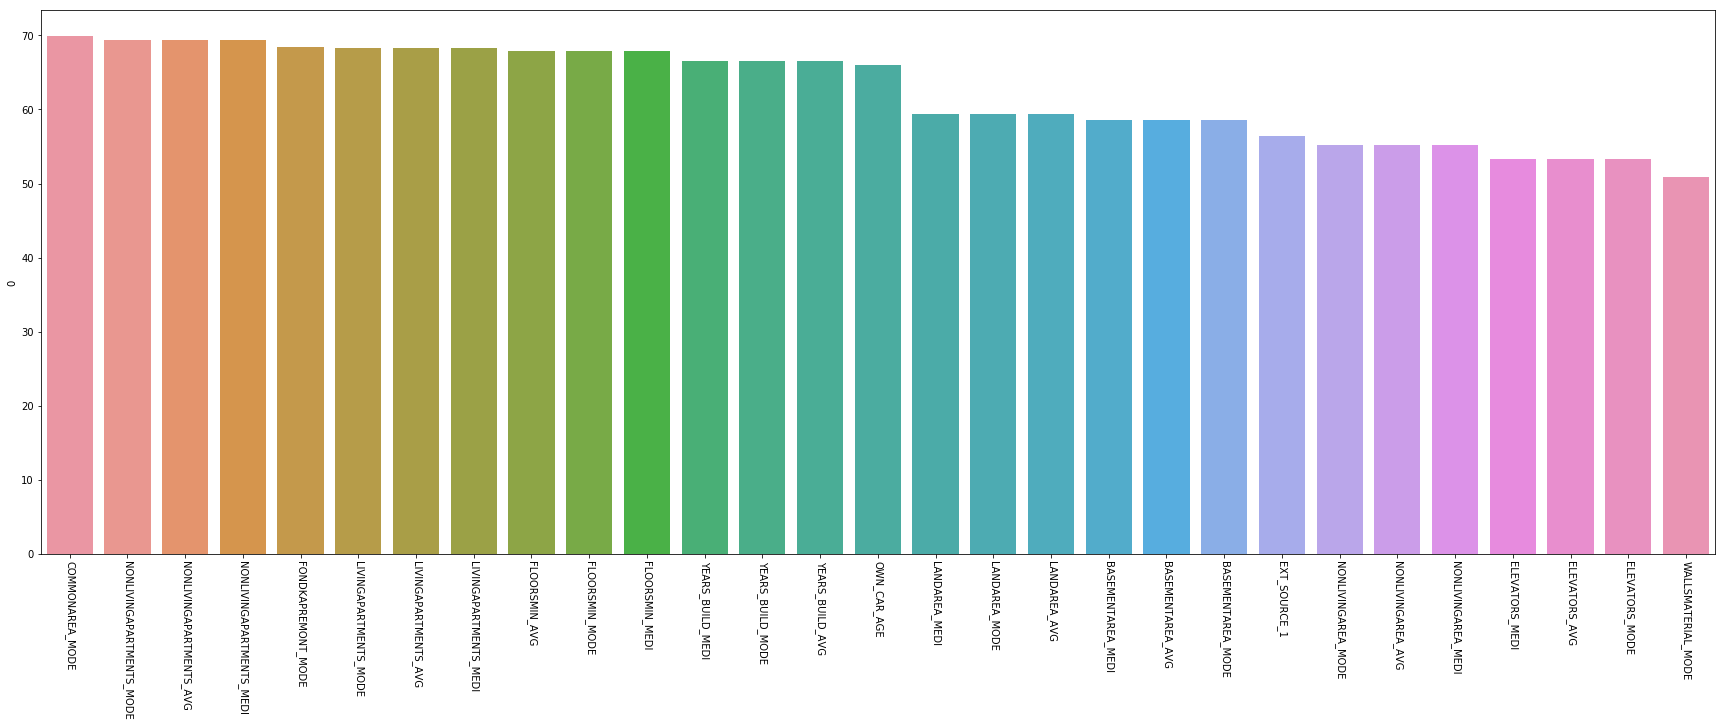 70
60
50
40
30
20
10
0
0
COMMONAREA_MODE
NONLIVINGAPARTMENTS_MODE
NONLIVINGAPARTMENTS_AVG
NONLIVINGAPARTMENTS_MEDI
FONDKAPREMONT_MODE
LIVINGAPARTMENTS_MODE
LIVINGAPARTMENTS_AVG
LIVINGAPARTMENTS_MEDI
FLOORSMIN_AVG
FLOORSMIN_MODE
FLOORSMIN_MEDI
YEARS_BUILD_MEDI
YEARS_BUILD_MODE
YEARS_BUILD_AVG
OWN_CAR_AGE
LANDAREA_MEDI
LANDAREA_MODE
LANDAREA_AVG
BASEMENTAREA_MEDI
BASEMENTAREA_AVG
BASEMENTAREA_MODE
EXT_SOURCE_1
NONLIVINGAREA_MODE
NONLIVINGAREA_AVG
NONLIVINGAREA_MEDI
ELEVATORS_MEDI
ELEVATORS_AVG
ELEVATORS_MODE
WALLSMATERIAL_MODE